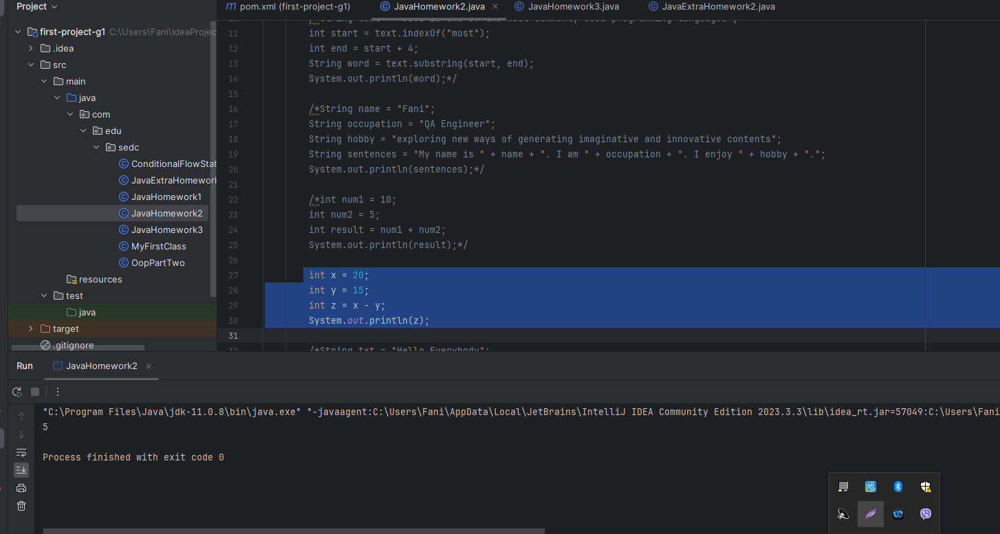 Project
pom.xml (first-project-g1)
JavaHomework2.java
JavaHomework3.java
JavaExtraHomework2.java
first-project-g1 C:\Users\Fani\IdeaProjec
.idea
src
main
java
com
edu
sedc
ConditionalFlowStat
JavaExtraHomework
JavaHomework1
JavaHomework2
JavaHomework3
MyFirstClass
OopPartTwo
resources
test
java
target
.gitignore
11 int start = text.indexOf("most");
12 int end = start + 4;
13 String word = text.substring(start, end);
14 System.out.println(word);*/
15
16 /*String name = "Fani";
17 String occupation = "QA Engineer";
18 String hobby = "exploring new ways of generating imaginative and innovative contents";
19 String sentences = "My name is " + name + ". I am " + occupation + ". I enjoy " + hobby + ".";
20 System.out.println(sentences);*/
21
22 /*int num1 = 10;
23 int num2 = 5;
24 int result = num1 + num2;
25 System.out.println(result);*/
26
27 int x = 20;
28 int y = 15;
29 int z = x - y;
30 System.out.println(z);
31
32 /*String txt = "Hello Everybody";
Run
JavaHomework2
"C:\Program Files\Java\jdk-11.0.8\bin\java.exe" "-javaagent:C:\Users\Fani\AppData\Local\JetBrains\IntelliJ IDEA Community Edition 2023.3.3\lib\idea_rt.jar=57049:C:\Users\Fani
5
Process finished with exit code 0